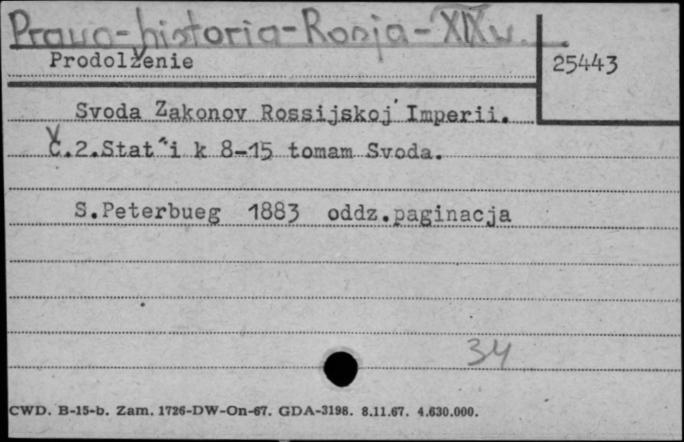 Prawo-historia-Rosja-XIX w.
Prodolženie
25443
Svoda Zakonov Rossijskoj Imperii.
Č.2.Stat'i k 8-15 tomam Svoda.
S.Peterbueg 1883 oddz.paginacja
34
CWD. B-15-b. Zam. 1726-DW-On-67. GDA-3198. 8.11.67. 4.630.000.